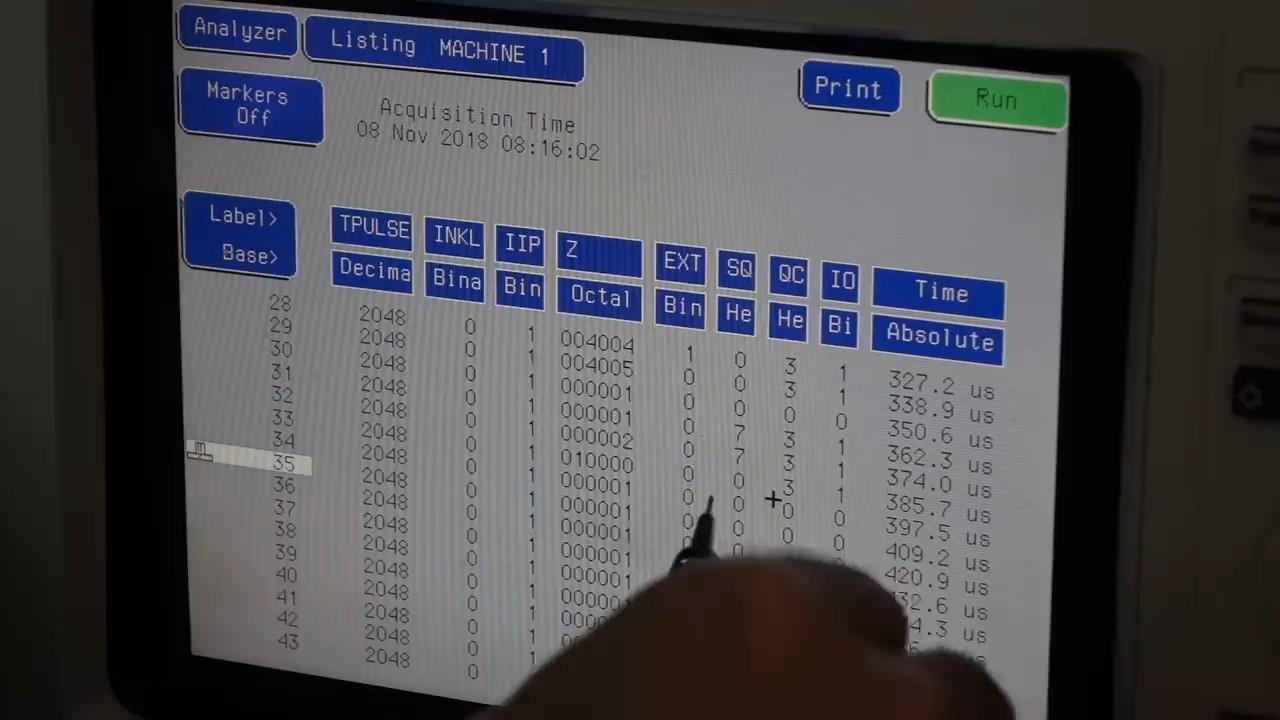 Analyzer
Listing MACHINE 1
Print
Run
Markers
Off
Acquisition Time
08 Nov 2018 08:16:02
Label> TPULSE INKL IIP Z EXT SQ QC IO Time
Base> Decima Bina Bin Octal Bin He He Bi Absolute
28 2048 0 1 004004 1 0 3 1 327.2 us
29 2048 0 1 004005 0 0 3 1 338.9 us
30 2048 0 1 000001 0 0 0 0 350.6 us
31 2048 0 1 000001 0 7 3 1 362.3 us
32 2048 0 1 000002 0 7 3 1 374.0 us
33 2048 0 1 010000 0 0 3 1 385.7 us
34 2048 0 1 000001 0 0 0 0 397.5 us
35 2048 0 1 000001 0 0 0 0 409.2 us
36 2048 0 1 000001 420.9 us
37 2048 0 1 000001 us
38 2048 0 1 000001 us
39 2048 0 1
40 2048 0 1
41 2048 0 1
42 2048 0 1
43 2048 0